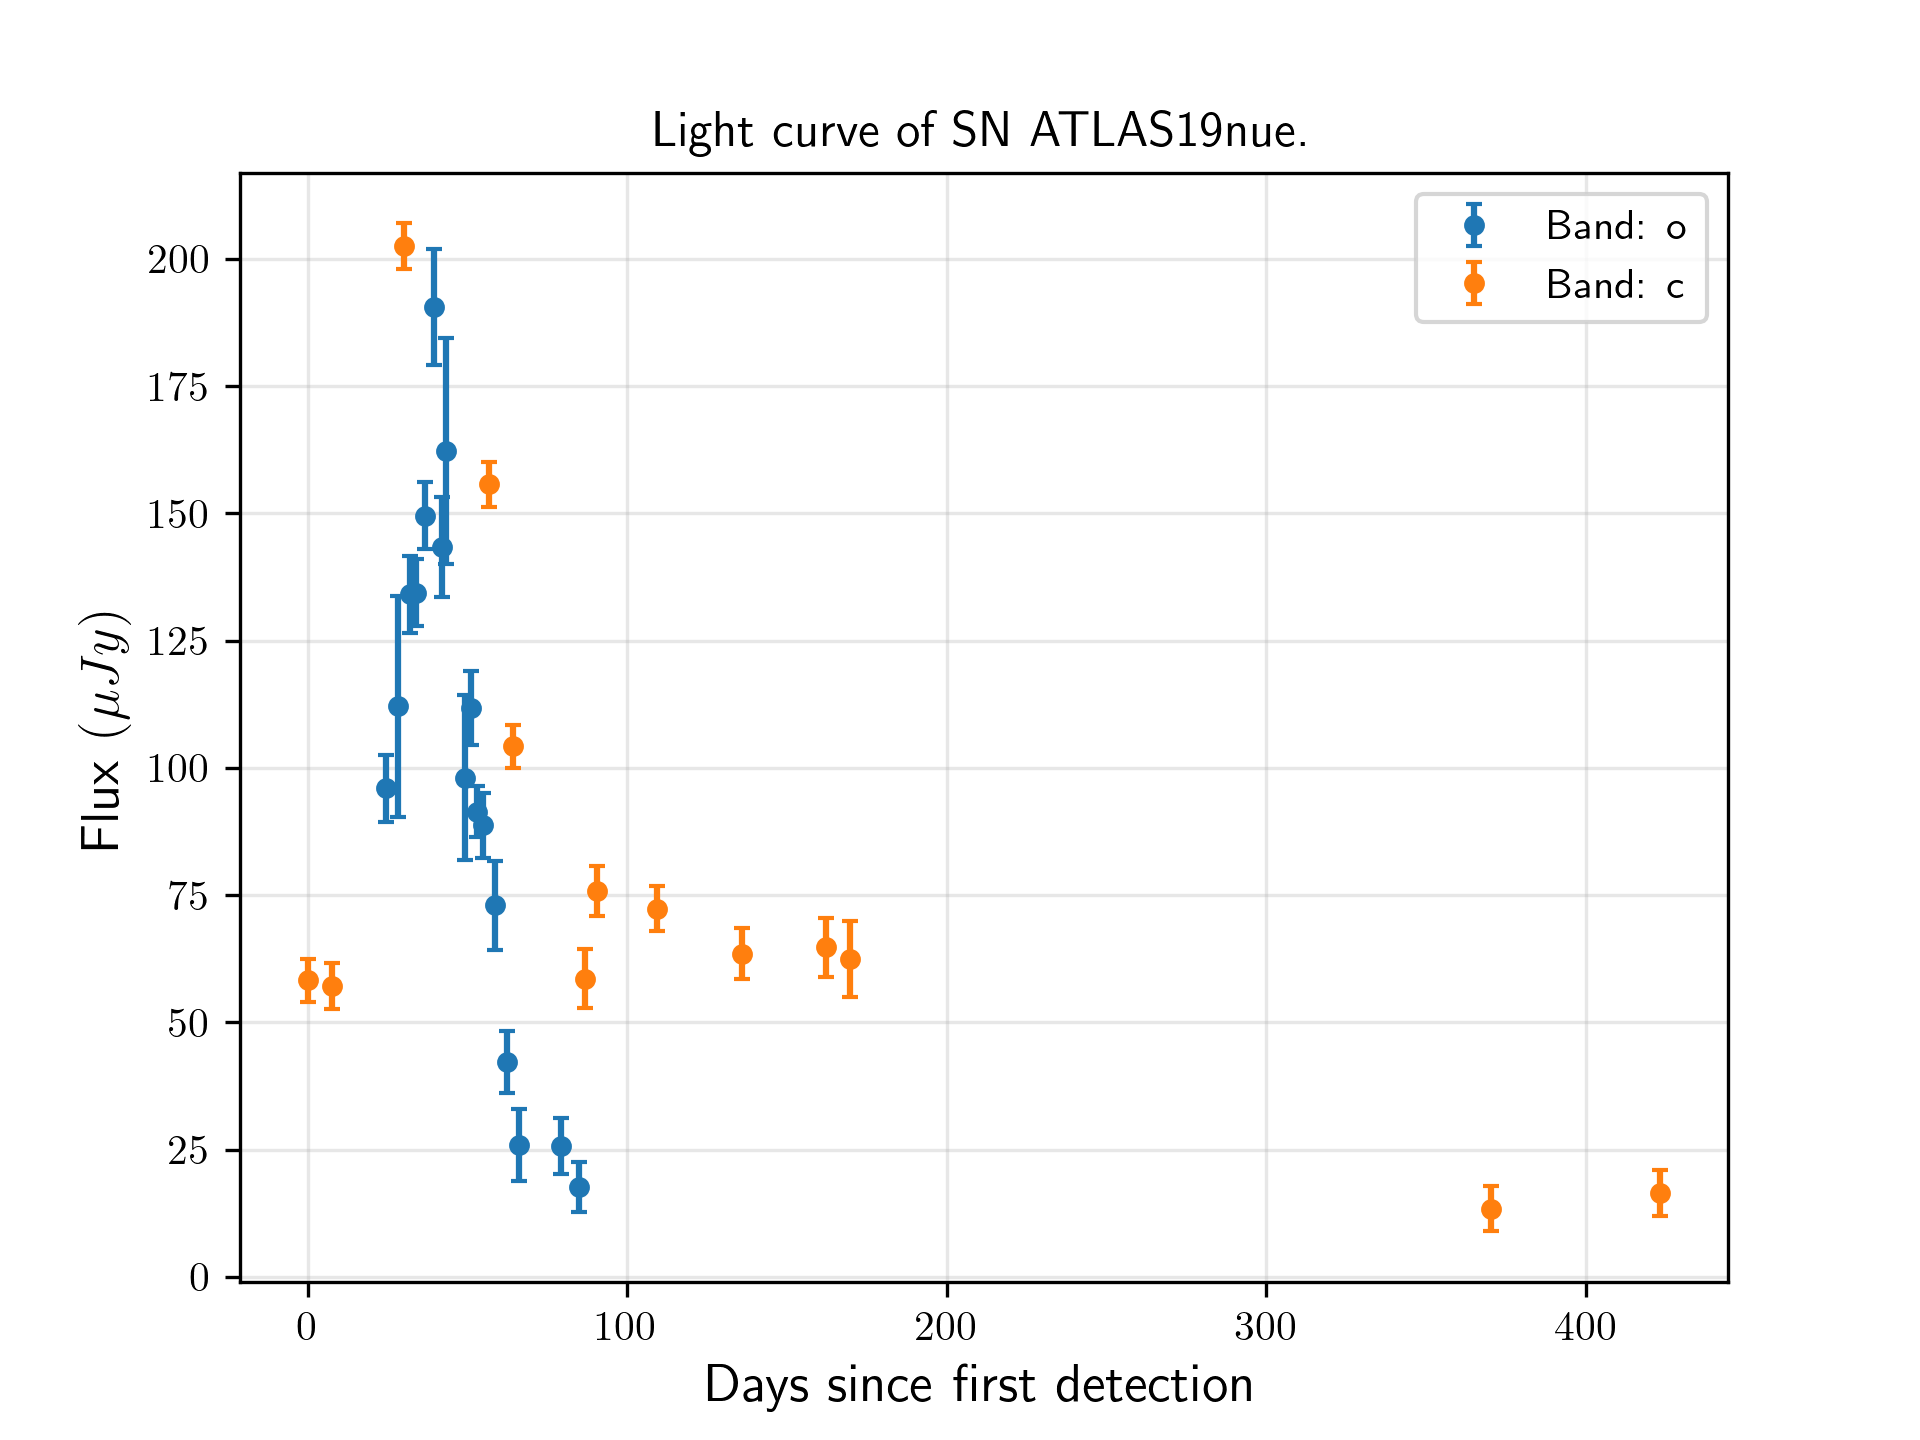 Light curve of SN ATLAS19nue.
Band: o
Band: c
200
175
150
125
100
75
50
25
0
Flux (μJy)
0 100 200 300 400
Days since first detection